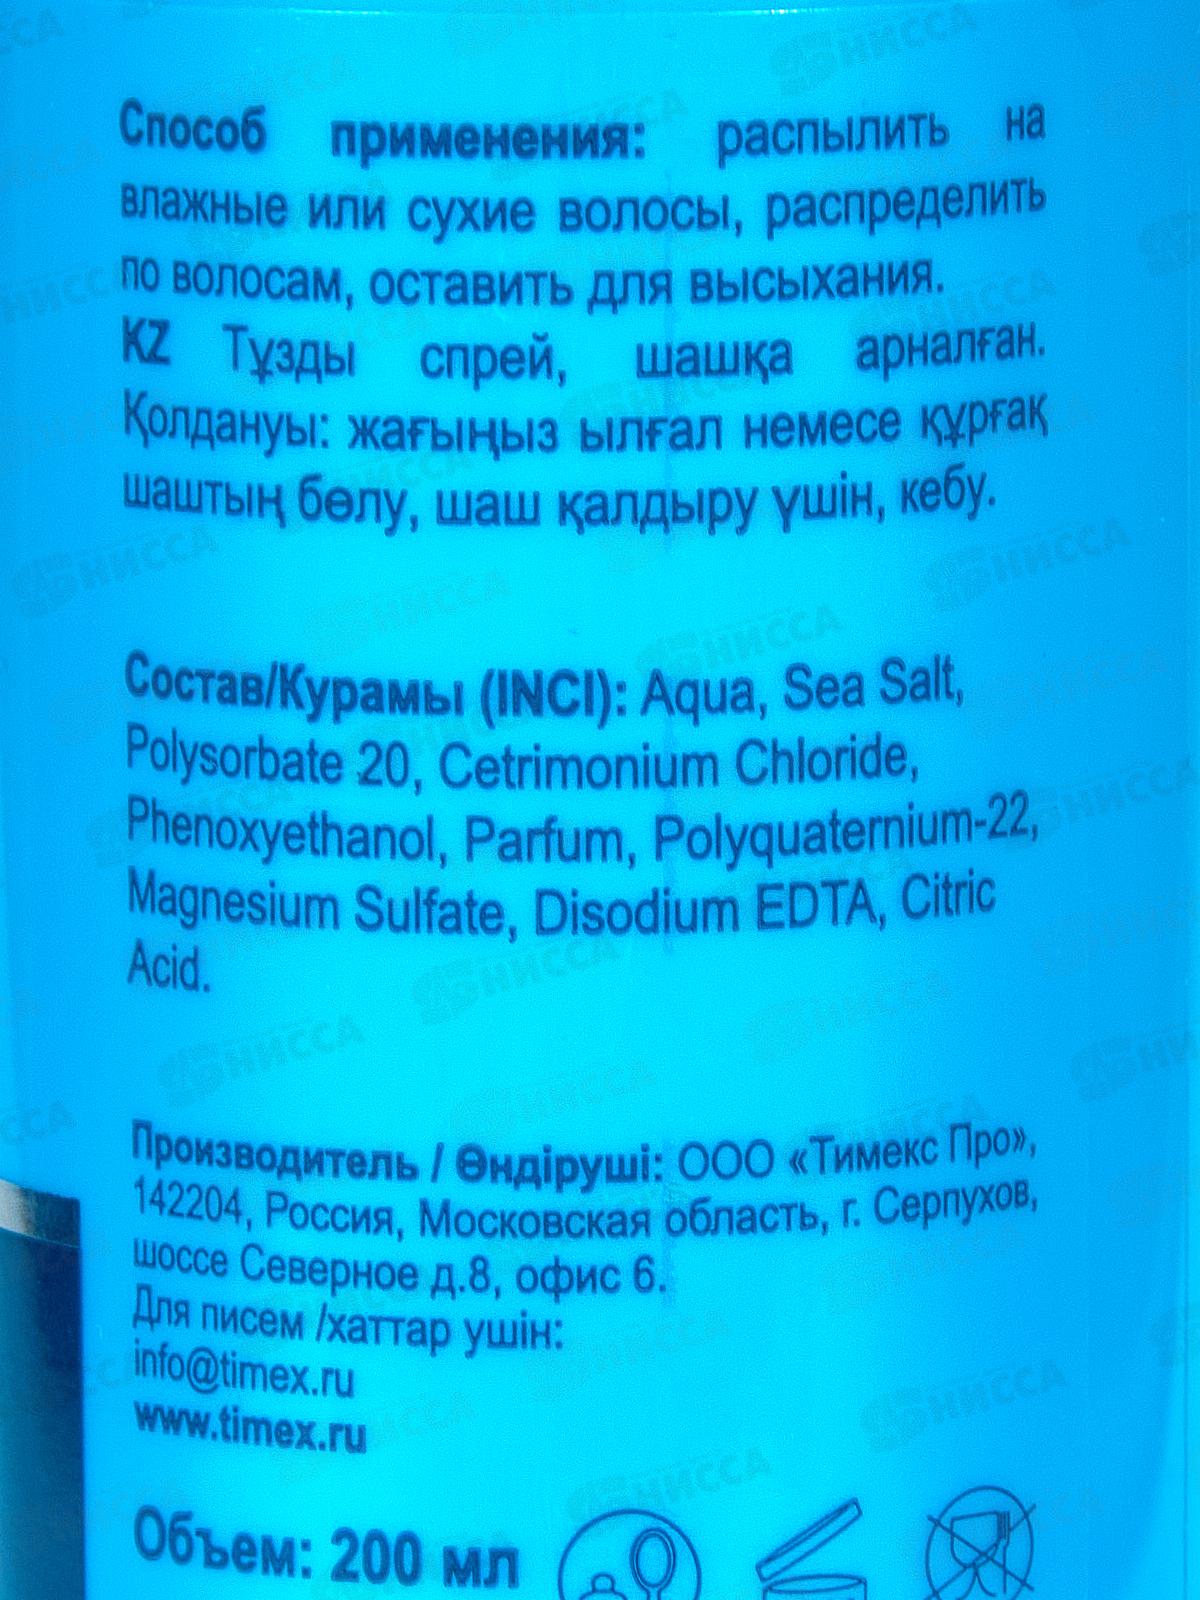 Способ применения: распылить на
влажные или сухие волосы, распределить
по волосам, оставить для высыхания.
KZ Тұзды спрей, шашқа арналған.
Қолдануы: жағыңыз ылғал немесе құрғақ
шаштың бөлу, шаш қалдыру үшін, кебу.
Состав/Курамы (INCI): Aqua, Sea Salt,
Polysorbate 20, Cetrimonium Chloride,
Phenoxyethanol, Parfum, Polyquaternium-22,
Magnesium Sulfate, Disodium EDTA, Citric
Acid.
Производитель / Өндіруші: ООО «Тимекс Про»,
142204, Россия, Московская область, г. Серпухов,
шоссе Северное д.8, офис 6.
Для писем /хаттар ушін:
info@timex.ru
www.timex.ru
Объем: 200 мл
НИССА